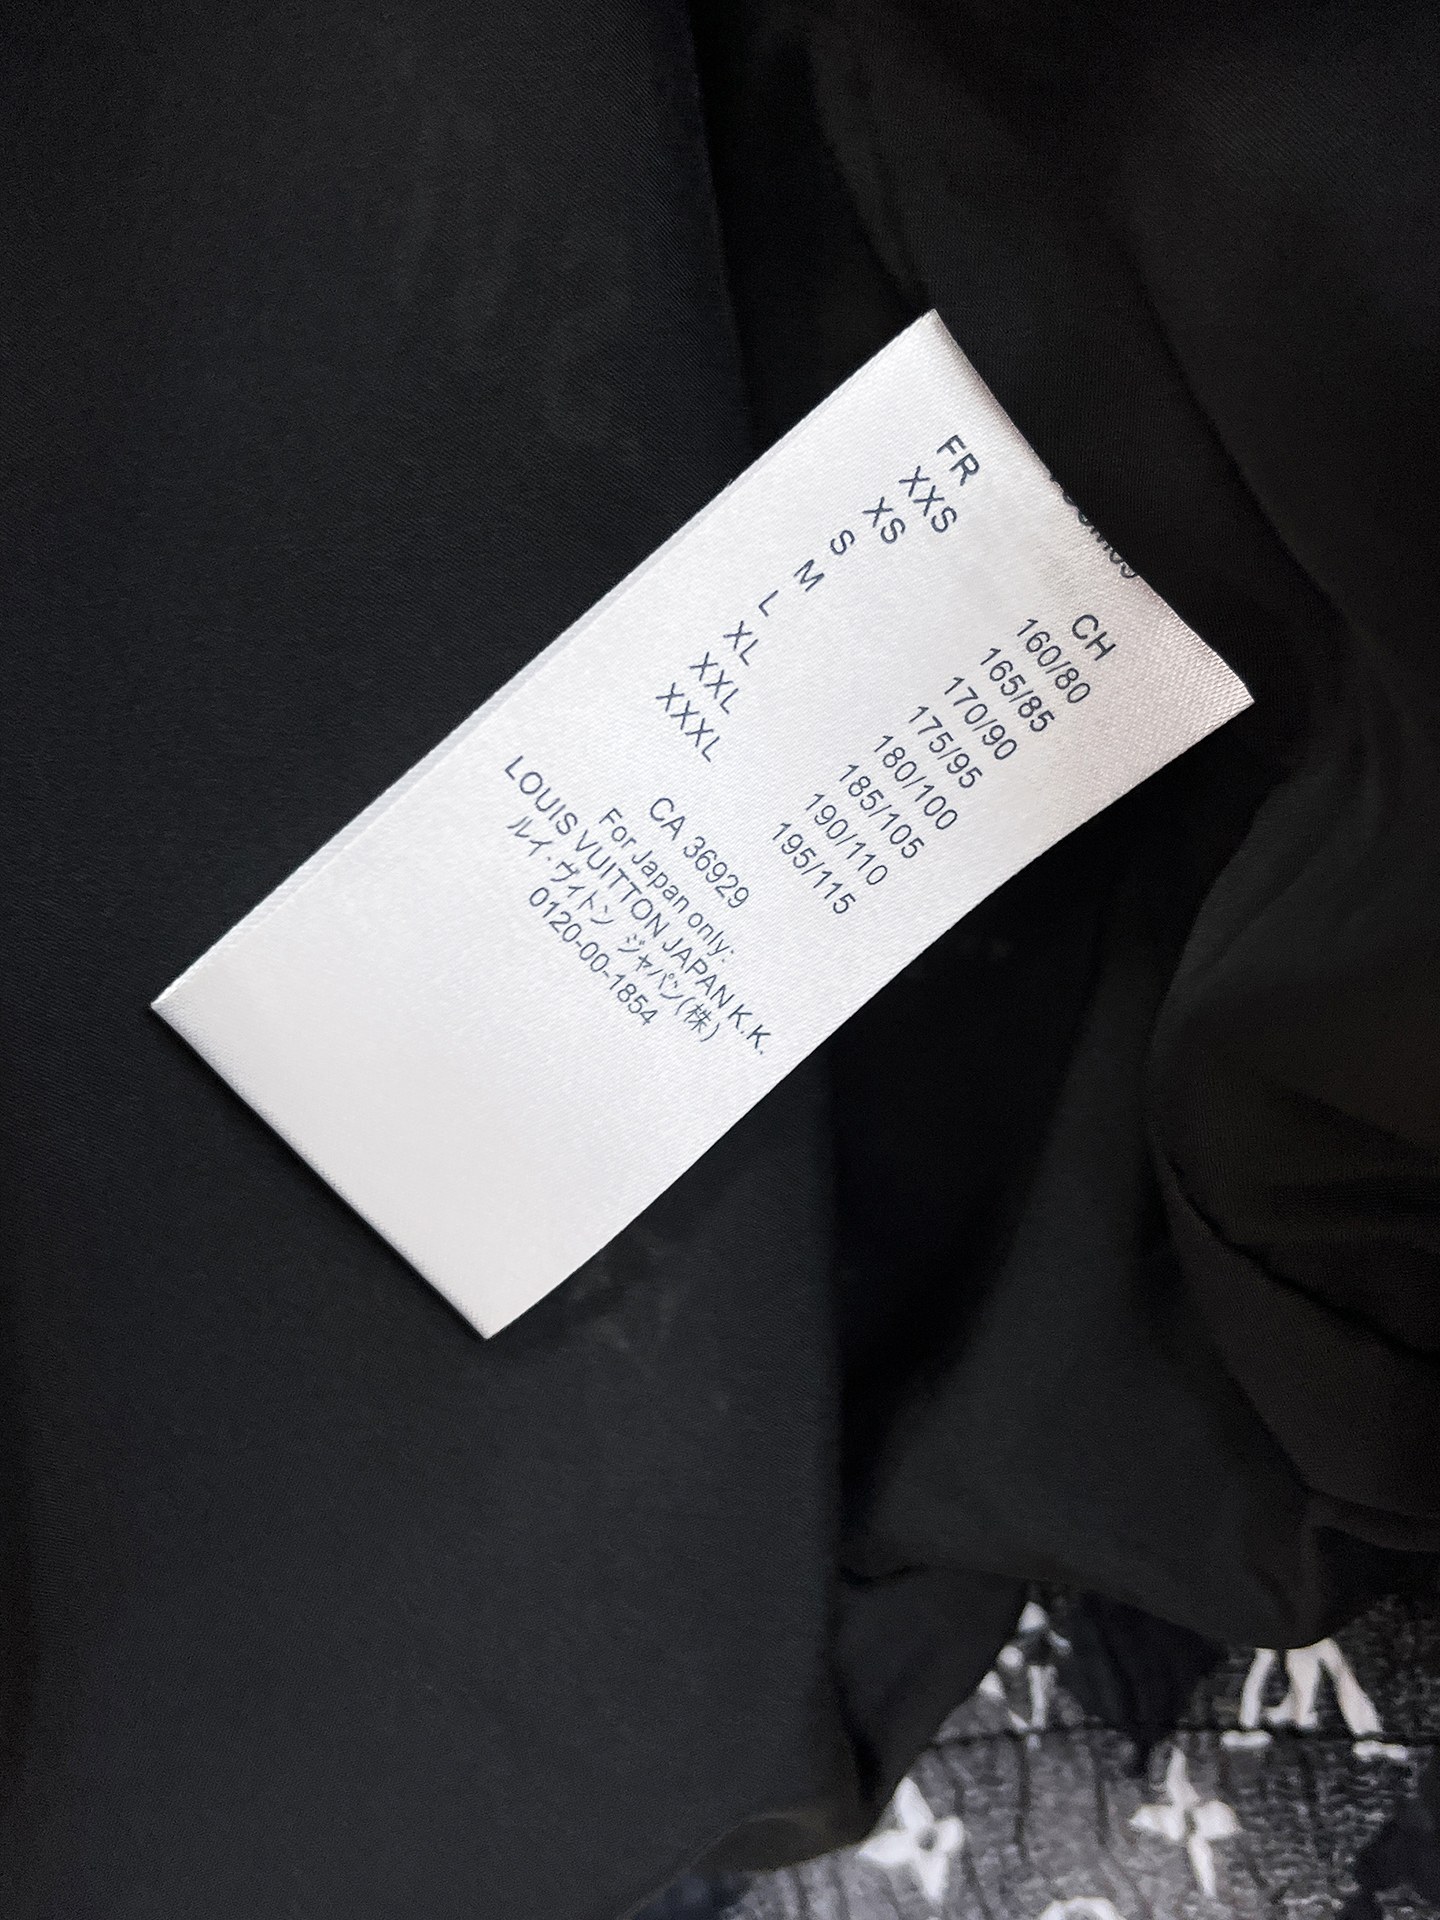 FR CH
XXS 160/80
XS 165/85
S 170/90
M 175/95
L 180/100
XL 185/105
XXL 190/110
XXXL 195/115
CA 36929
For Japan only:
LOUIS VUITTON JAPAN K.K.
ルイ・ヴィトン ジャパン(株)
0120-00-1854